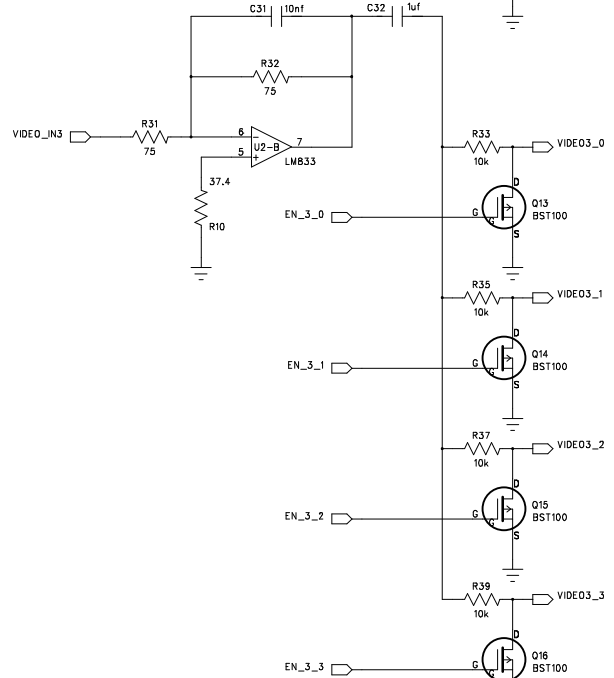 C31 10nf C32 1uf
R32
75
VIDEO_IN3 R31 6 - 7
75 5 + U2-B
LM833
37.4
R10
R33 VIDEO3_0
10k
D
Q13
EN_3_0 G G BST100
S
R35 VIDEO3_1
10k
D
Q14
EN_3_1 G G BST100
S
R37 VIDEO3_2
10k
D
Q15
EN_3_2 G G BST100
S
R39 VIDEO3_3
10k
D
Q16
EN_3_3 G G BST100